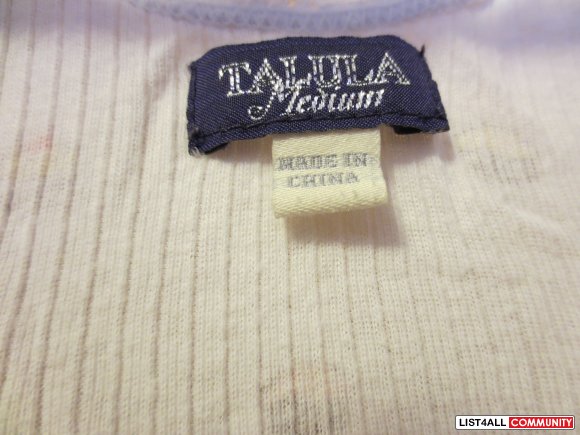 TALULA
Medium
MADE IN
CHINA
LIST4ALL COMMUNITY